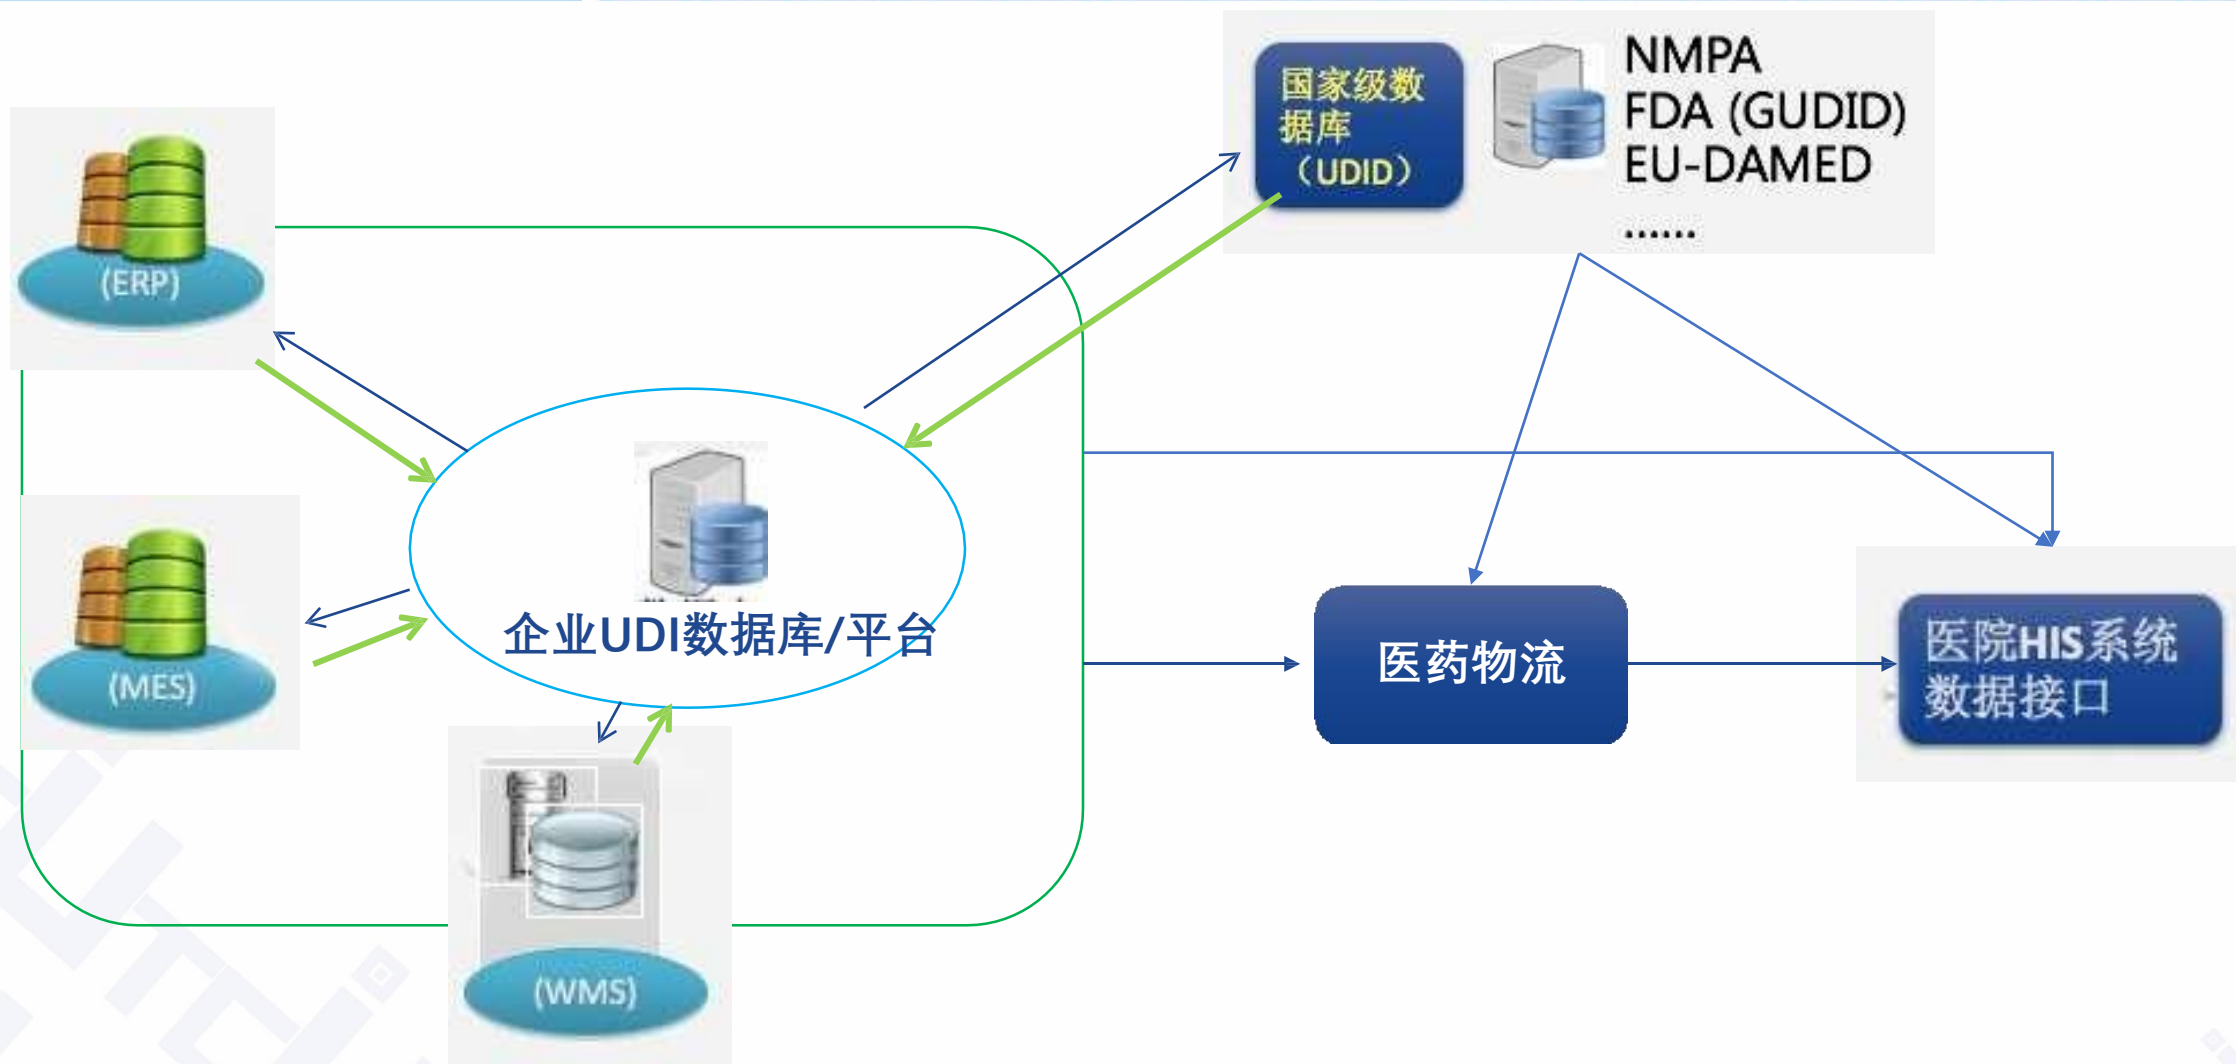 国家级数
据库
（UDID）
NMPA
FDA (GUDID)
EU-DAMED
......
(ERP)
(MES)
企业UDI数据库/平台
(WMS)
医药物流
医院HIS系统
数据接口